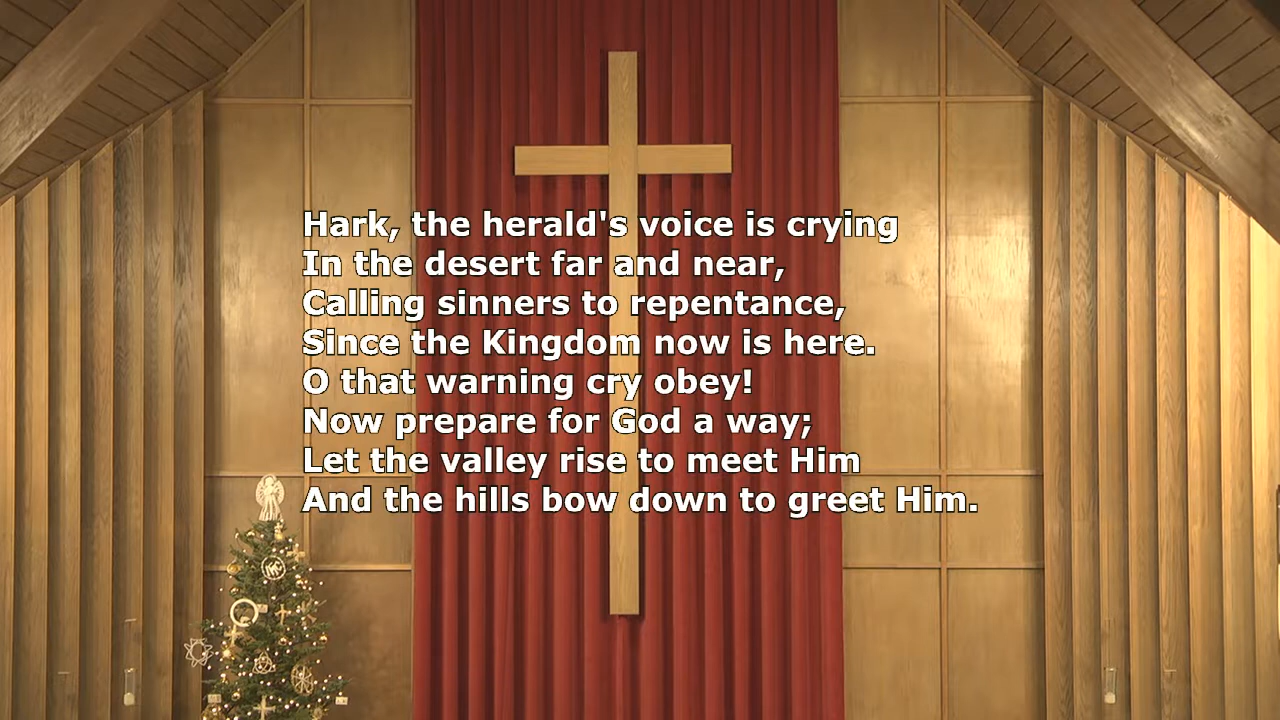 Hark, the herald's voice is crying
In the desert far and near,
Calling sinners to repentance,
Since the Kingdom now is here.
O that warning cry obey!
Now prepare for God a way;
Let the valley rise to meet Him
And the hills bow down to greet Him.